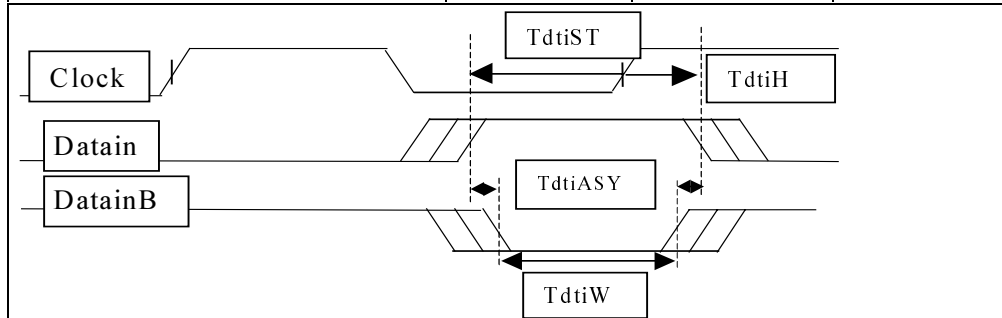 TdtiST
Clock
TdtiH
Datain
TdtiASY
DatainB
TdtiW